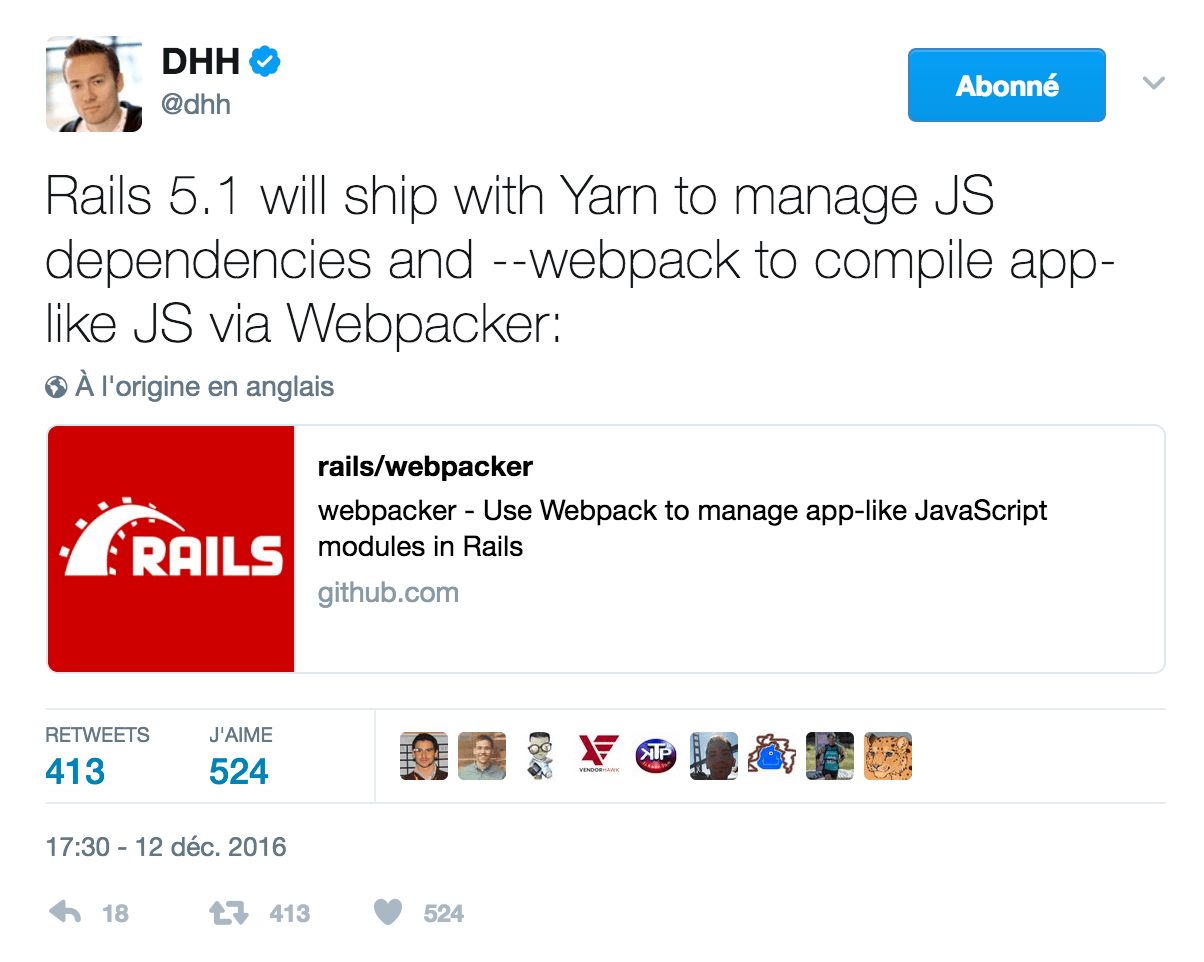 DHH
@dhh
Abonné
Rails 5.1 will ship with Yarn to manage JS
dependencies and --webpack to compile app-
like JS via Webpacker:
À l'origine en anglais
RAILS
rails/webpacker
webpacker - Use Webpack to manage app-like JavaScript
modules in Rails
github.com
RETWEETS
413
J'AIME
524
VENDORHAWK
KTP
17:30 - 12 déc. 2016
18
413
524